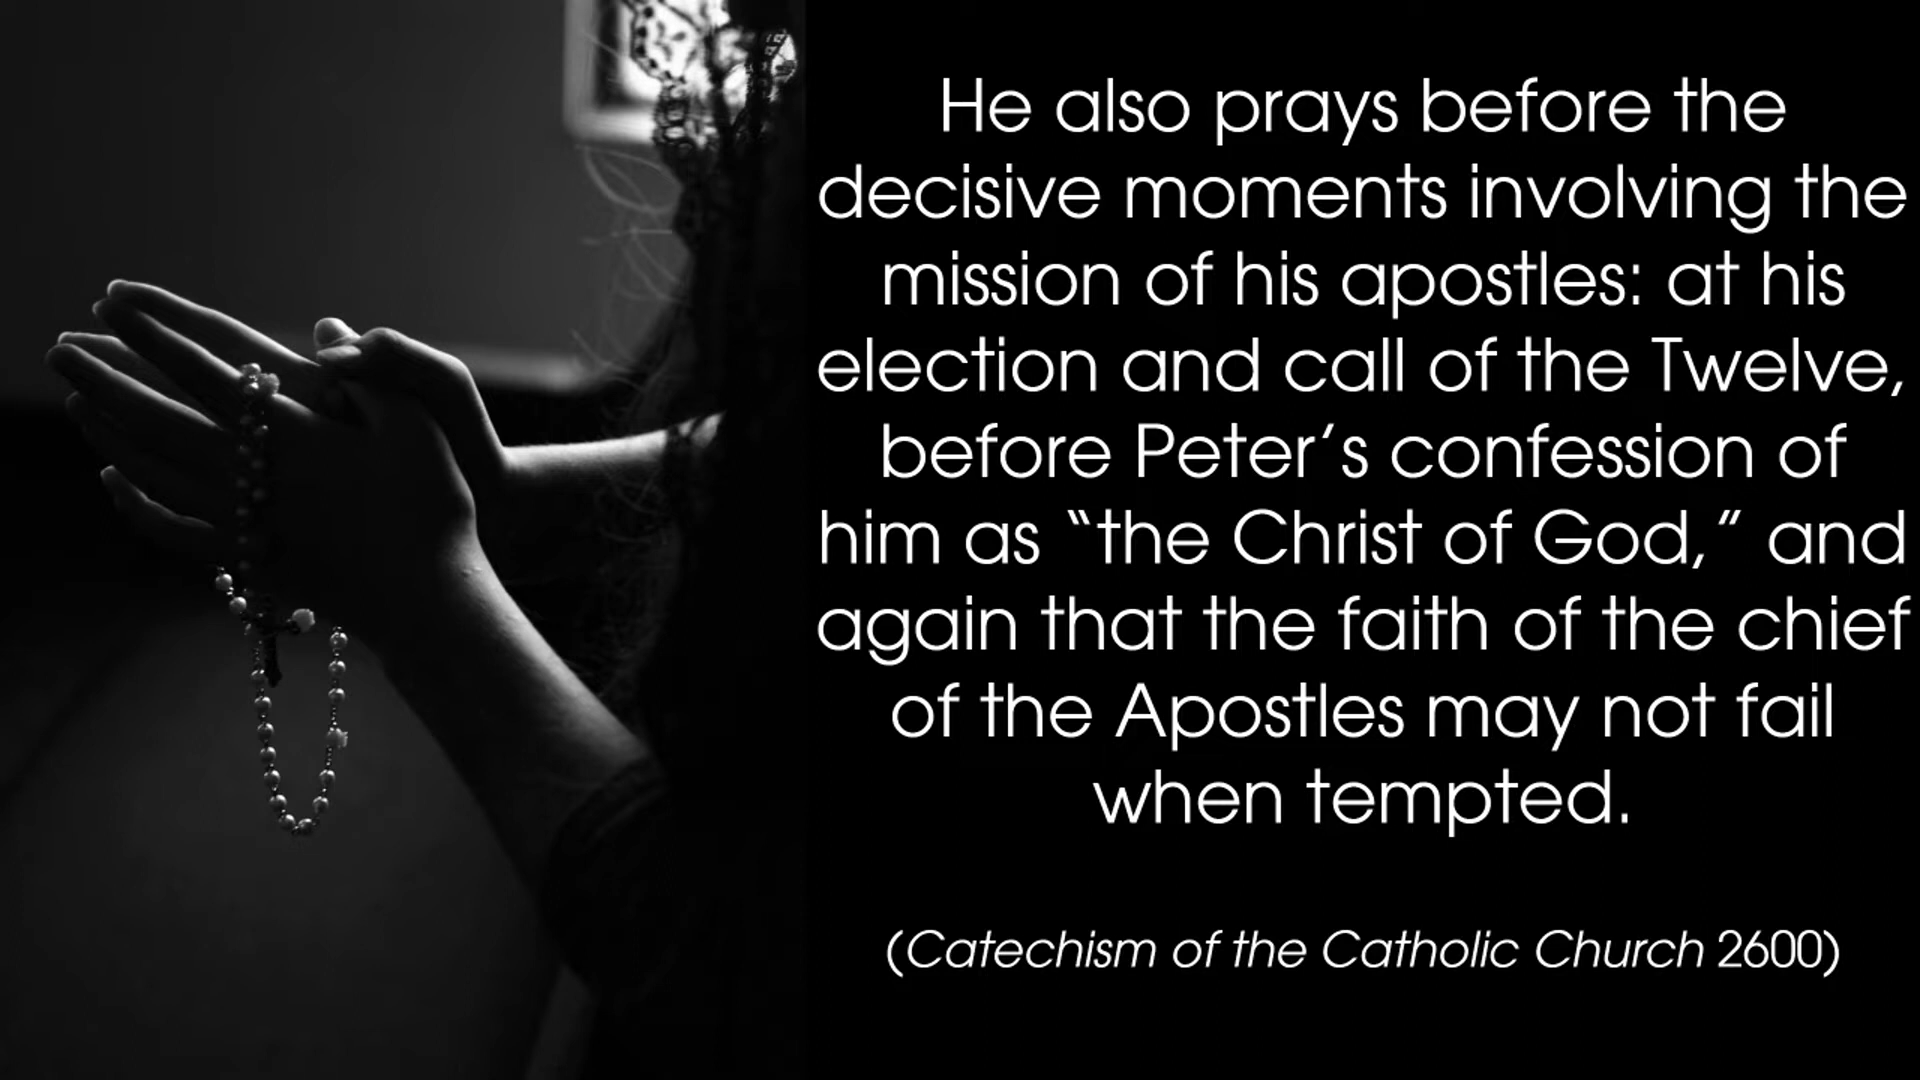 He also prays before the
decisive moments involving the
mission of his apostles: at his
election and call of the Twelve,
before Peter’s confession of
him as “the Christ of God,” and
again that the faith of the chief
of the Apostles may not fail
when tempted.
(Catechism of the Catholic Church 2600)